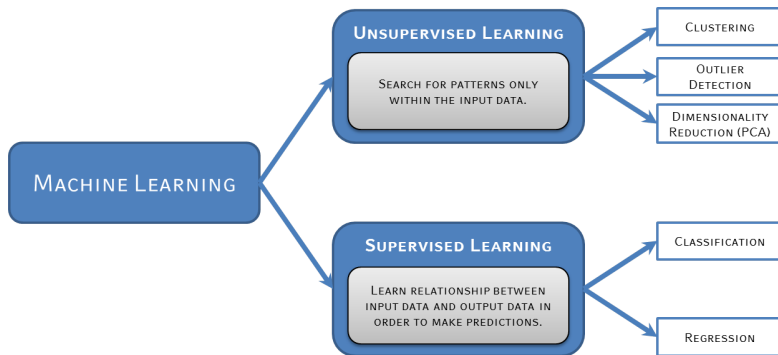 Machine Learning
Unsupervised Learning
Search for patterns only
within the input data.
Clustering
Outlier
Detection
Dimensionality
Reduction (PCA)
Supervised Learning
Learn relationship between
input data and output data in
order to make predictions.
Classification
Regression